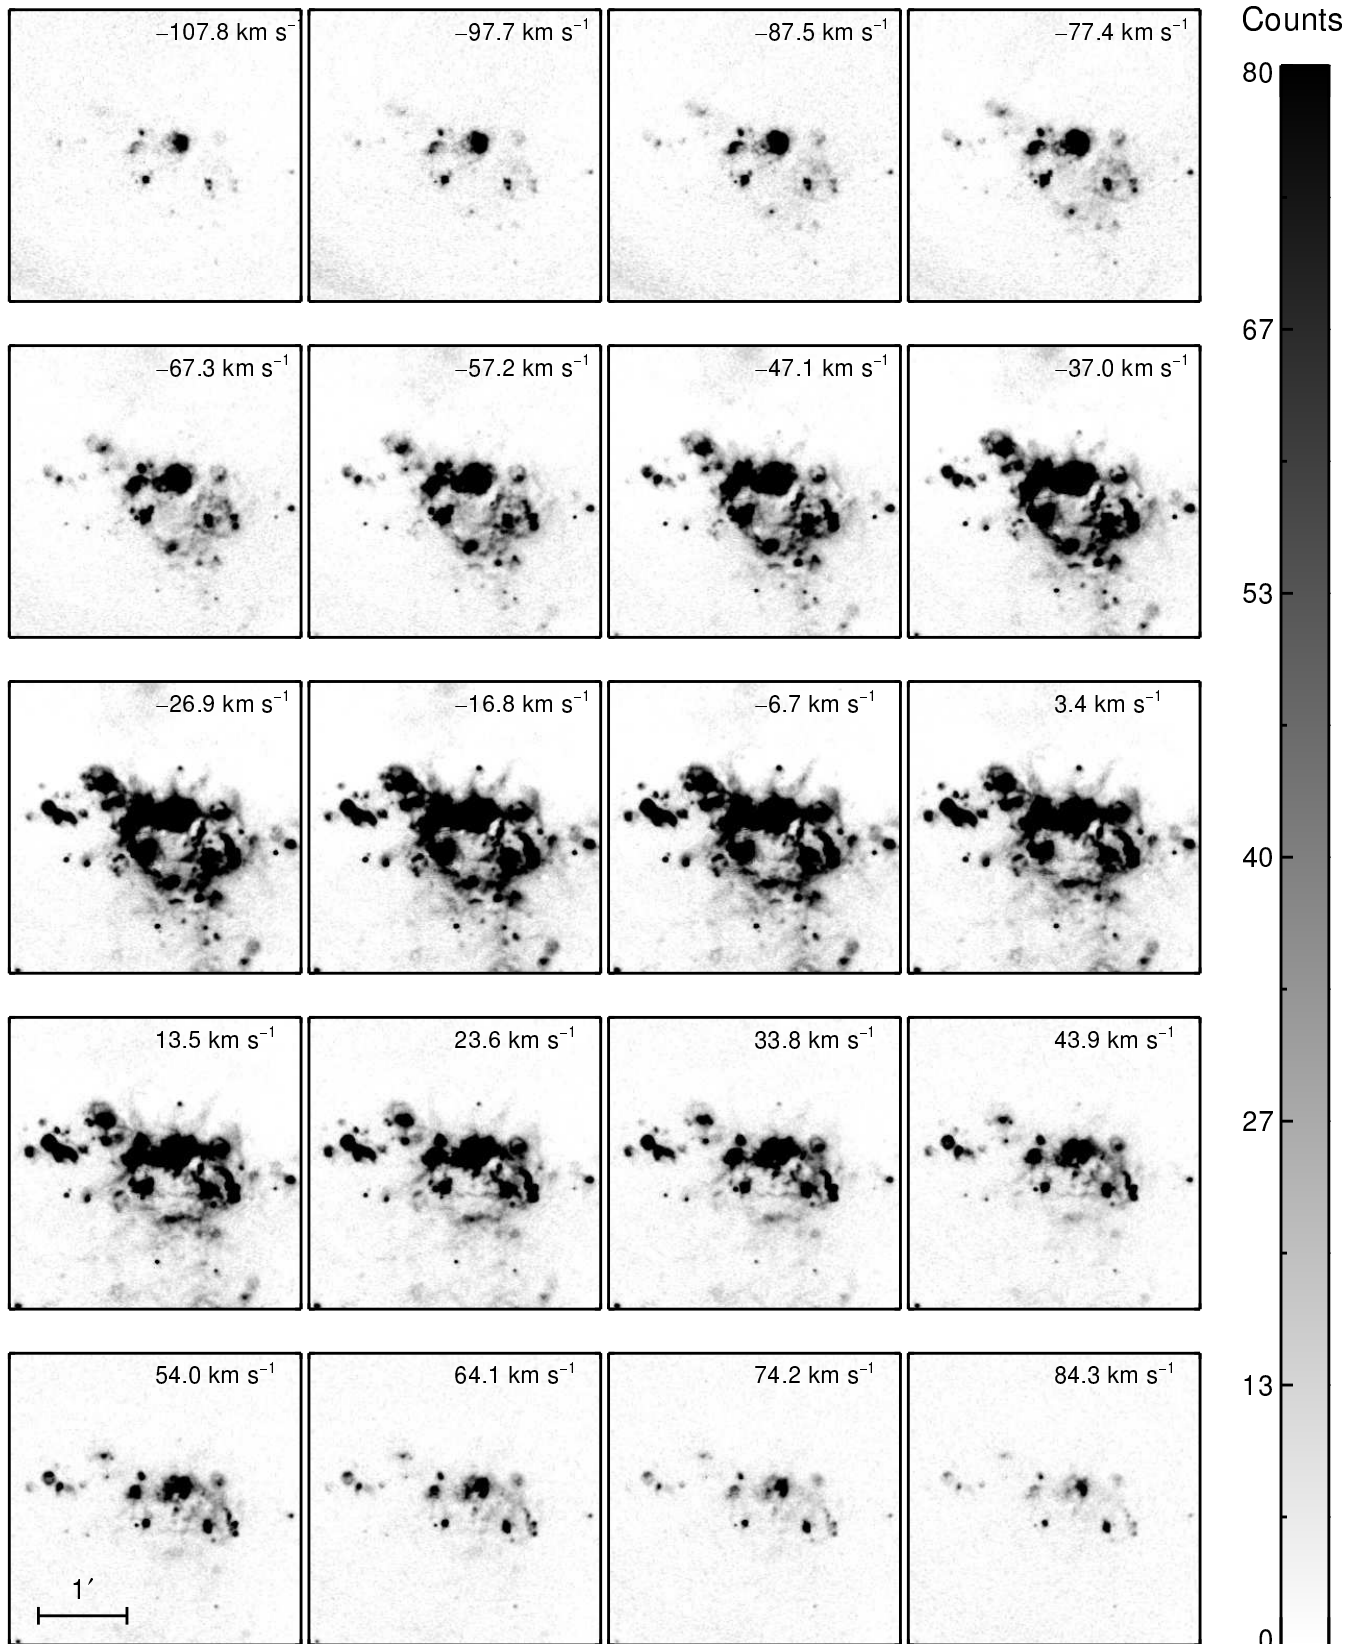 −107.8 km s⁻¹ −97.7 km s⁻¹ −87.5 km s⁻¹ −77.4 km s⁻¹ Counts
80
67
−67.3 km s⁻¹ −57.2 km s⁻¹ −47.1 km s⁻¹ −37.0 km s⁻¹
53
−26.9 km s⁻¹ −16.8 km s⁻¹ −6.7 km s⁻¹ 3.4 km s⁻¹
40
13.5 km s⁻¹ 23.6 km s⁻¹ 33.8 km s⁻¹ 43.9 km s⁻¹
27
54.0 km s⁻¹ 64.1 km s⁻¹ 74.2 km s⁻¹ 84.3 km s⁻¹
13
1′
0